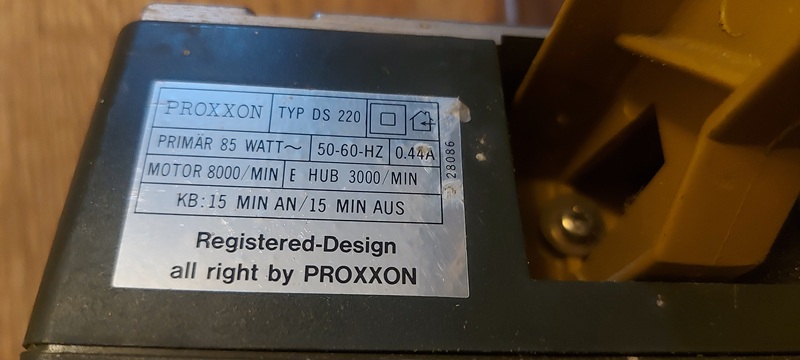 PROXXON TYP DS 220
PRIMÄR 85 WATT~ 50-60-HZ 0.44A
MOTOR 8000/MIN E HUB 3000/MIN
KB:15 MIN AN/15 MIN AUS
28086
Registered-Design
all right by PROXXON